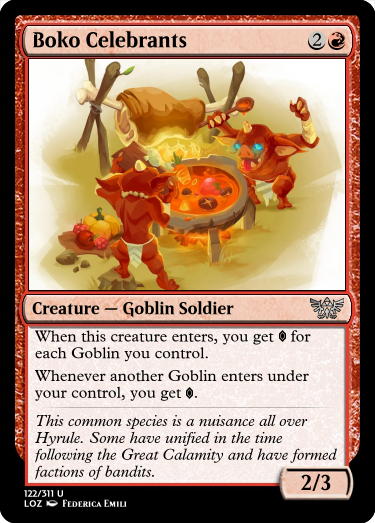 Boko Celebrants 2
Creature — Goblin Soldier
When this creature enters, you get for
each Goblin you control.
Whenever another Goblin enters under
your control, you get .
This common species is a nuisance all over
Hyrule. Some have unified in the time
following the Great Calamity and have formed
factions of bandits.
2/3
122/311 U
LOZ Federica Emili